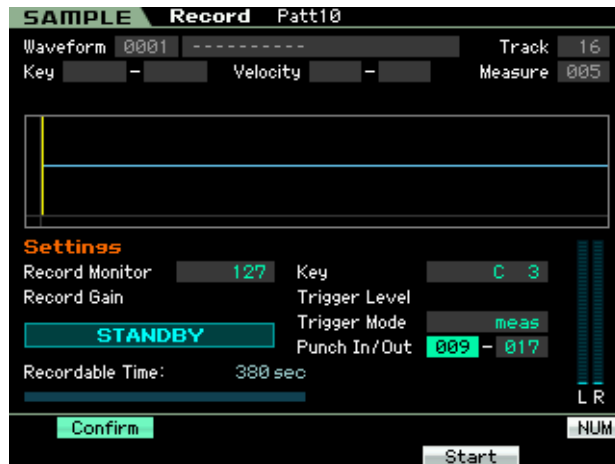 SAMPLE Record Patt10
Waveform 0001 ---------- Track 16
Key - Velocity - Measure 005
Settings
Record Monitor 127 Key C 3
Record Gain Trigger Level
STANDBY Trigger Mode meas
Punch In/Out 009 - 017
Recordable Time: 380 sec
L R
Confirm NUM
Start